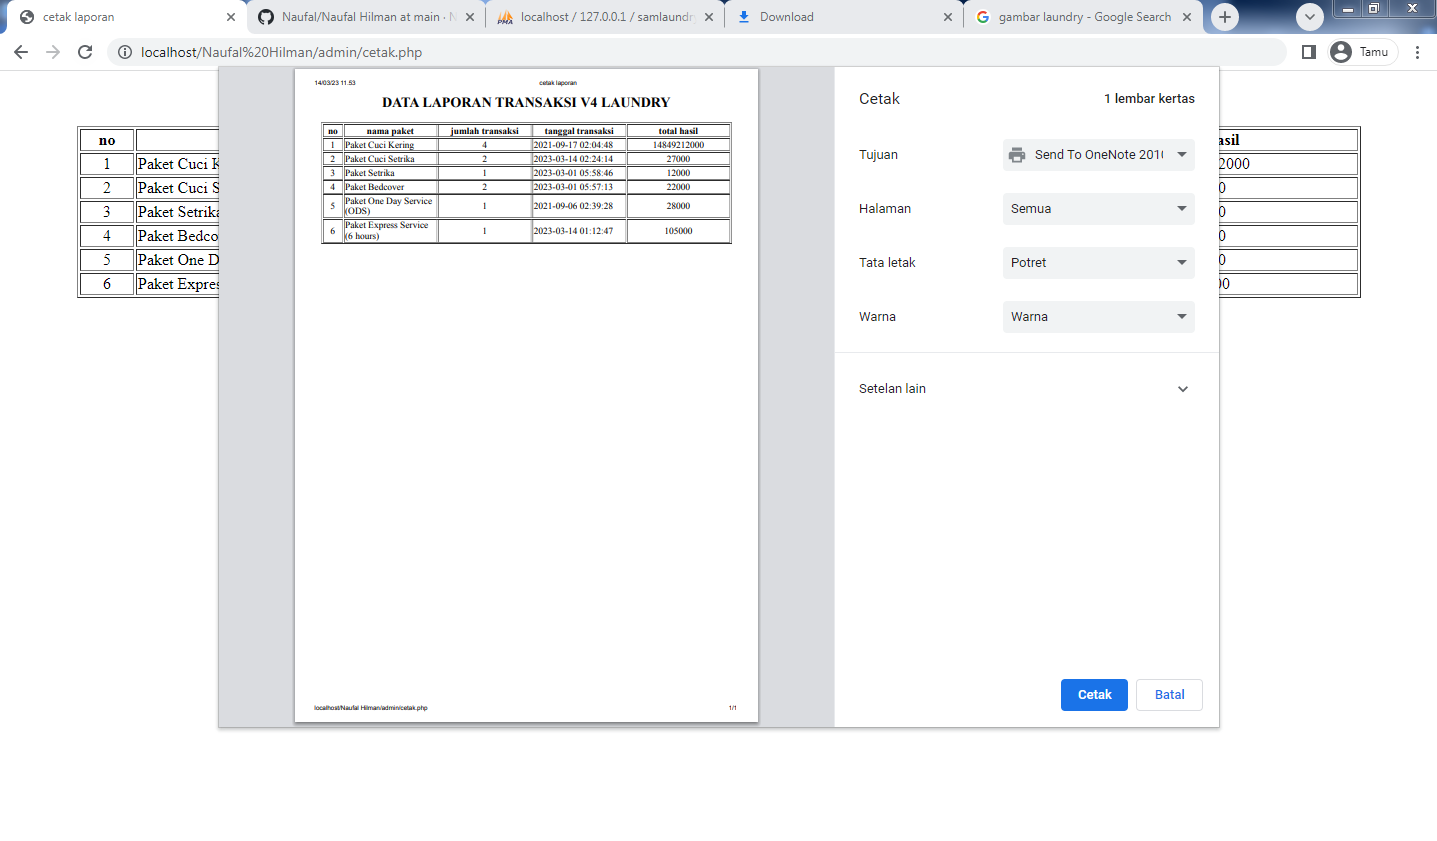 cetak laporan
Naufal/Naufal Hilman at main · N
localhost / 127.0.0.1 / samlaundr
Download
gambar laundry - Google Search
localhost/Naufal%20Hilman/admin/cetak.php
Tamu
14/03/23 11.53 cetak laporan
DATA LAPORAN TRANSAKSI V4 LAUNDRY
no nama paket jumlah transaksi tanggal transaksi total hasil
1 Paket Cuci Kering 4 2021-09-17 02:04:48 14849212000
2 Paket Cuci Setrika 2 2023-03-14 02:24:14 27000
3 Paket Setrika 1 2023-03-01 05:58:46 12000
4 Paket Bedcover 2 2023-03-01 05:57:13 22000
5 Paket One Day Service (ODS) 1 2021-09-06 02:39:28 28000
6 Paket Express Service (6 hours) 1 2023-03-14 01:12:47 105000
localhost/Naufal Hilman/admin/cetak.php 1/1
Cetak 1 lembar kertas
Tujuan Send To OneNote 201
Halaman Semua
Tata letak Potret
Warna Warna
Setelan lain
Cetak Batal
no asil
1 Paket Cuci K 2000
2 Paket Cuci S 0
3 Paket Setrika 0
4 Paket Bedco 0
5 Paket One D 0
6 Paket Expres 00